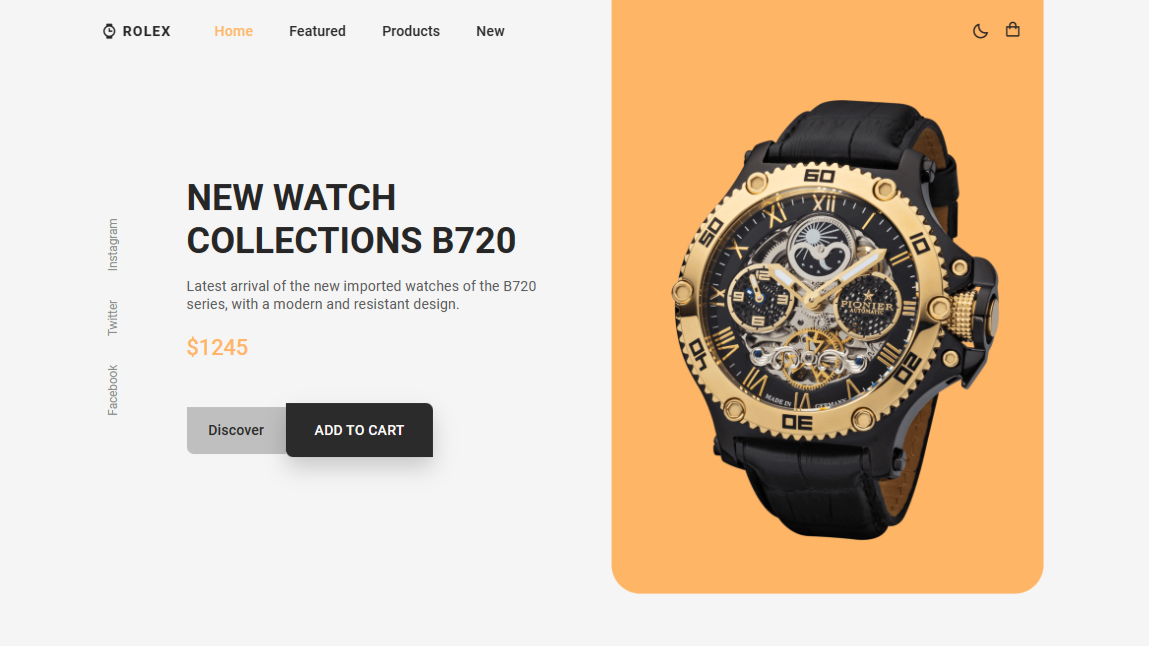 ROLEX
Home
Featured
Products
New
NEW WATCH
COLLECTIONS B720
Latest arrival of the new imported watches of the B720
series, with a modern and resistant design.
$1245
Discover
ADD TO CART
Instagram
Twitter
Facebook
60
10
20
30
40
50
XII
PIONIER
AUTOMATIC
MADE IN
GERMANY